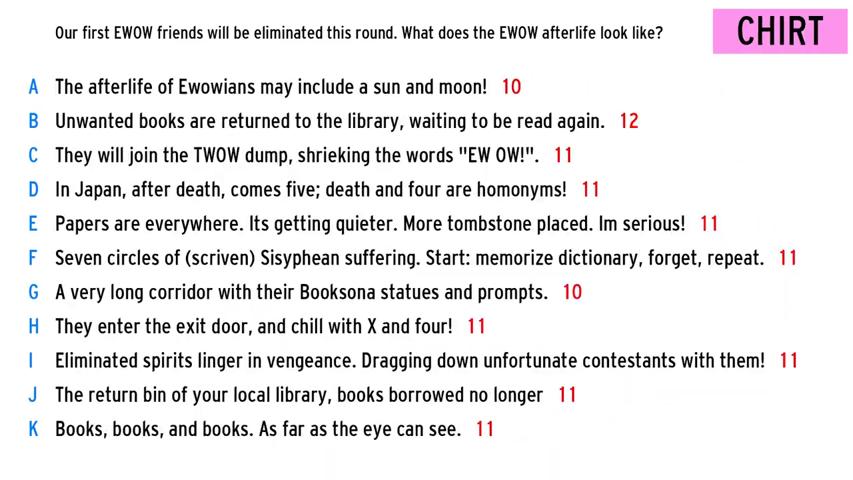 Our first EWOW friends will be eliminated this round. What does the EWOW afterlife look like?
CHIRT
A The afterlife of Ewowians may include a sun and moon! 10
B Unwanted books are returned to the library, waiting to be read again. 12
C They will join the TWOW dump, shrieking the words "EW OW!". 11
D In Japan, after death, comes five; death and four are homonyms! 11
E Papers are everywhere. Its getting quieter. More tombstone placed. Im serious! 11
F Seven circles of (scriven) Sisyphean suffering. Start: memorize dictionary, forget, repeat. 11
G A very long corridor with their Booksona statues and prompts. 10
H They enter the exit door, and chill with X and four! 11
I Eliminated spirits linger in vengeance. Dragging down unfortunate contestants with them! 11
J The return bin of your local library, books borrowed no longer 11
K Books, books, and books. As far as the eye can see. 11